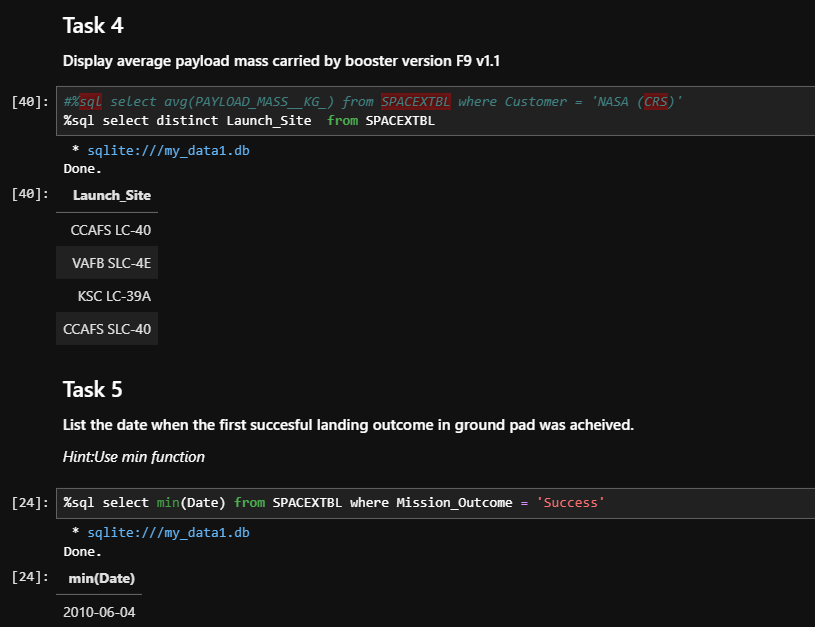 Task 4
Display average payload mass carried by booster version F9 v1.1
[40]: #%sql select avg(PAYLOAD_MASS__KG_) from SPACEXTBL where Customer = 'NASA (CRS)'
%sql select distinct Launch_Site  from SPACEXTBL
* sqlite:///my_data1.db
Done.
[40]: Launch_Site
CCAFS LC-40
VAFB SLC-4E
KSC LC-39A
CCAFS SLC-40
Task 5
List the date when the first succesful landing outcome in ground pad was acheived.
Hint:Use min function
[24]: %sql select min(Date) from SPACEXTBL where Mission_Outcome = 'Success'
* sqlite:///my_data1.db
Done.
[24]: min(Date)
2010-06-04